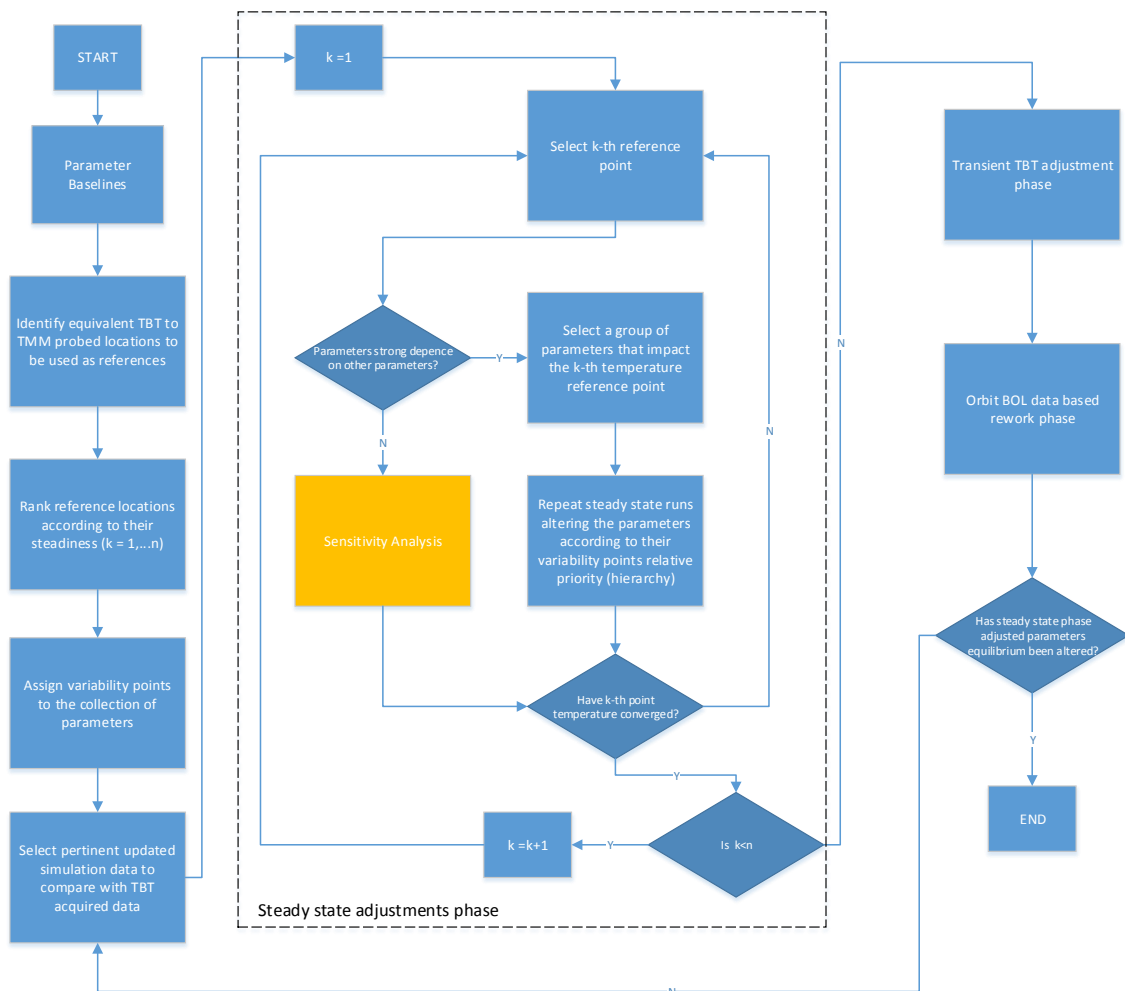 START
Parameter
Baselines
Identify equivalent TBT to
TMM probed locations to
be used as references
Rank reference locations
according to their
steadiness (k = 1,...n)
Assign variability points
to the collection of
parameters
Select pertinent updated
simulation data to
compare with TBT
acquired data
k =1
Select k-th reference
point
Parameters strong depence
on other parameters?
Y
Select a group of
parameters that impact
the k-th temperature
reference point
N
Sensitivity Analysis
Repeat steady state runs
altering the parameters
according to their
variability points relative
priority (hierarchy)
Have k-th point
temperature converged?
N
Y
Is k<n
Y
k =k+1
Steady state adjustments phase
N
Transient TBT adjustment
phase
Orbit BOL data based
rework phase
Has steady state phase
adjusted parameters
equilibrium been altered?
Y
END
N